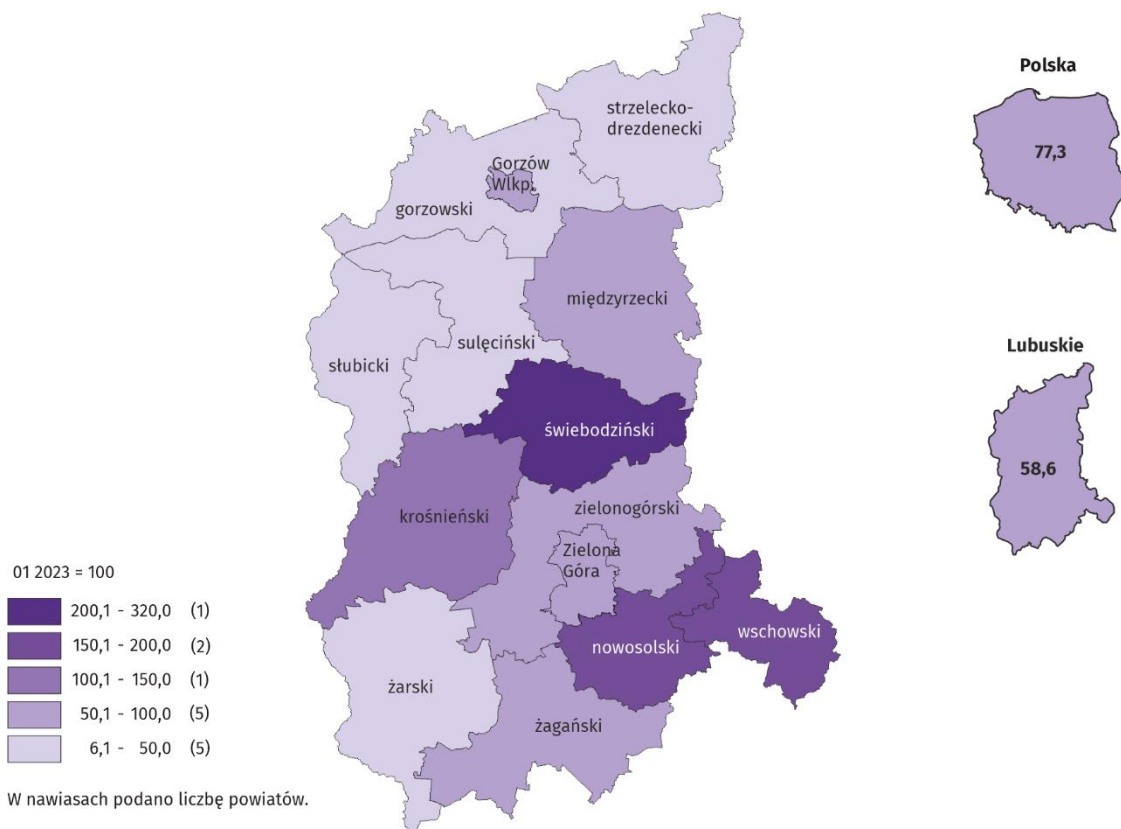 strzelecko-
drezdenecki
Gorzów
Wlkp.
gorzowski
międzyrzecki
sulęciński
słubicki
świebodziński
krośnieński
zielonogórski
Zielona
Góra
wschowski
nowosolski
żarski
żagański
Polska
77,3
Lubuskie
58,6
01 2023 = 100
200,1 - 320,0 (1)
150,1 - 200,0 (2)
100,1 - 150,0 (1)
50,1 - 100,0 (5)
6,1 - 50,0 (5)
W nawiasach podano liczbę powiatów.